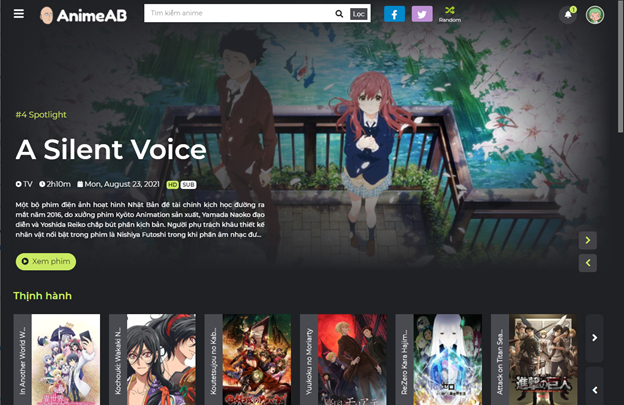 AnimeAB
Tìm kiếm anime
Lọc
Random
1
#4 Spotlight
A Silent Voice
TV 2h10m Mon, August 23, 2021 HD SUB
Một bộ phim điện ảnh hoạt hình Nhật Bản đề tài chính kịch học đường ra
mắt năm 2016, do xưởng phim Kyōto Animation sản xuất, Yamada Naoko đạo
diễn và Yoshida Reiko chấp bút phần kịch bản. Người phụ trách khâu thiết kế
nhân vật nổi bật trong phim là Nishiya Futoshi trong khi phần âm nhạc dư...
Xem phim
Thịnh hành
In Another World W...
Kochouki: Wakaki N...
Koutetsujou no Kab...
Yuukoku no Moriarty
Re:Zero Kara Hajim...
Attack on Titan Sea...
進撃の巨人